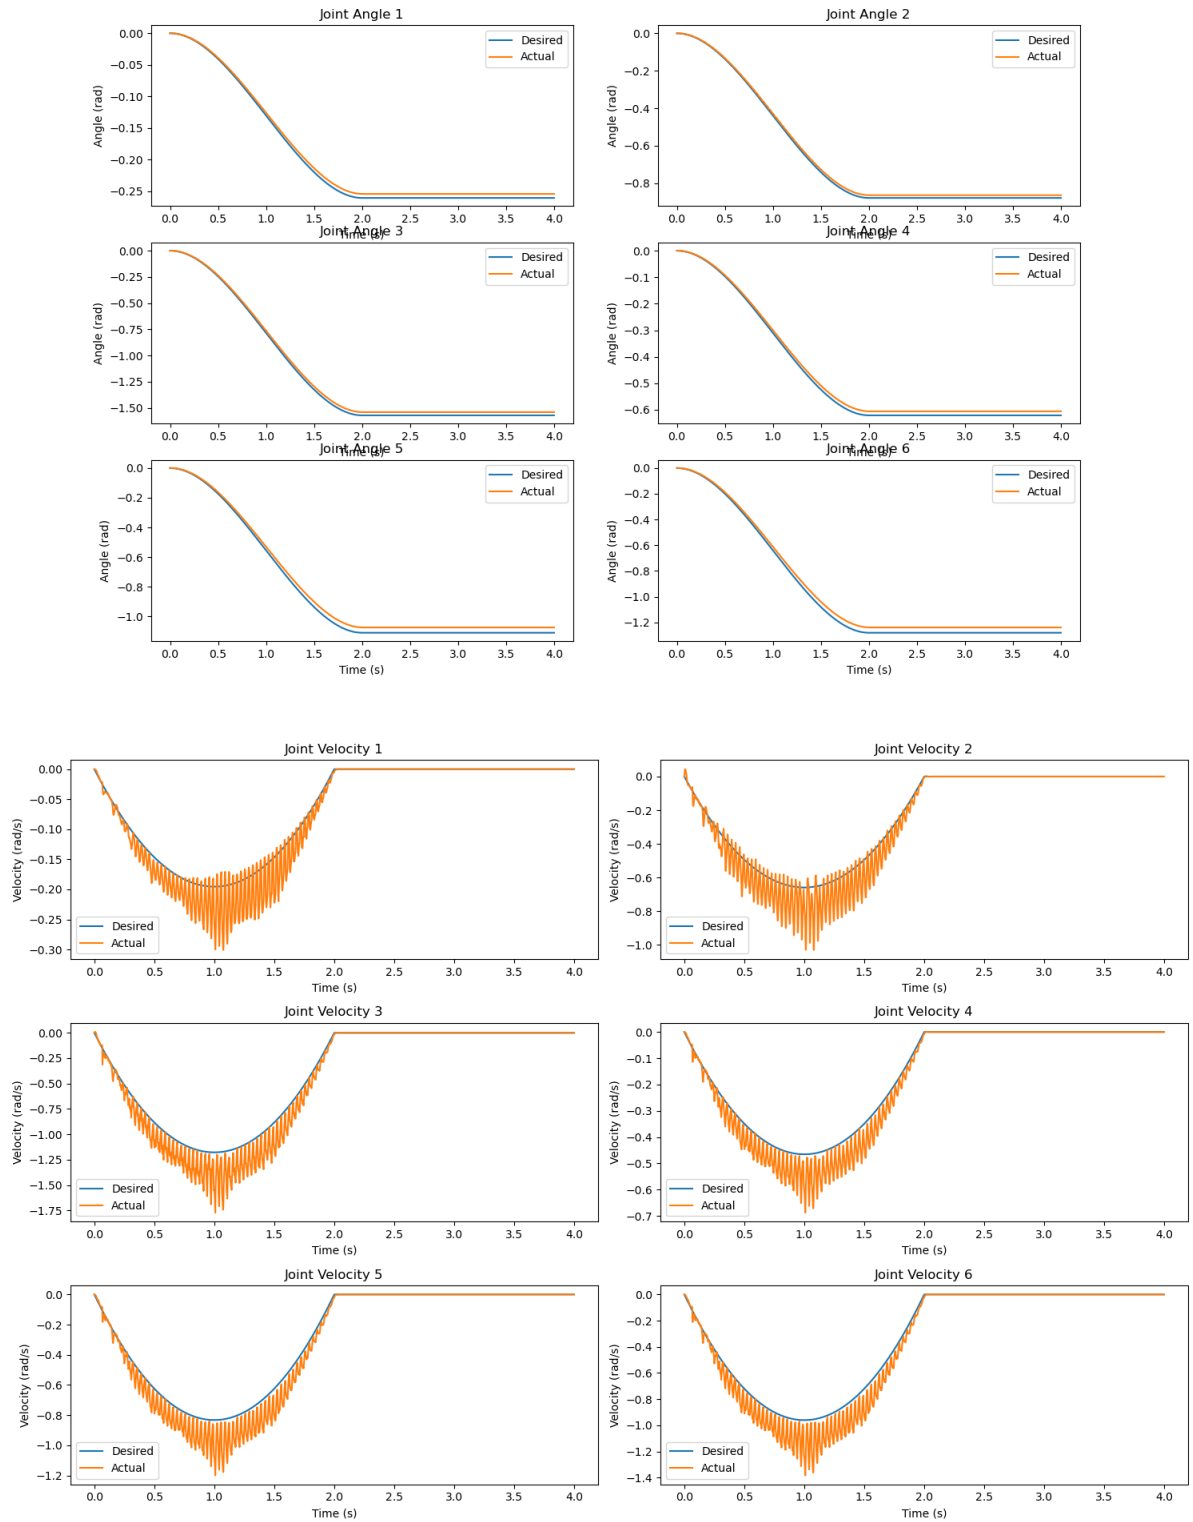 Joint Angle 1
0.00
−0.05
−0.10
−0.15
−0.20
−0.25
Angle (rad)
Desired
Actual
0.0 0.5 1.0 1.5 2.0 2.5 3.0 3.5 4.0
Time (s)
Joint Angle 2
0.0
−0.2
−0.4
−0.6
−0.8
Angle (rad)
Desired
Actual
0.0 0.5 1.0 1.5 2.0 2.5 3.0 3.5 4.0
Time (s)
Joint Angle 3
0.00
−0.25
−0.50
−0.75
−1.00
−1.25
−1.50
Angle (rad)
Desired
Actual
0.0 0.5 1.0 1.5 2.0 2.5 3.0 3.5 4.0
Time (s)
Joint Angle 4
0.0
−0.1
−0.2
−0.3
−0.4
−0.5
−0.6
Angle (rad)
Desired
Actual
0.0 0.5 1.0 1.5 2.0 2.5 3.0 3.5 4.0
Time (s)
Joint Angle 5
0.0
−0.2
−0.4
−0.6
−0.8
−1.0
Angle (rad)
Desired
Actual
0.0 0.5 1.0 1.5 2.0 2.5 3.0 3.5 4.0
Time (s)
Joint Angle 6
0.0
−0.2
−0.4
−0.6
−0.8
−1.0
−1.2
Angle (rad)
Desired
Actual
0.0 0.5 1.0 1.5 2.0 2.5 3.0 3.5 4.0
Time (s)
Joint Velocity 1
0.00
−0.05
−0.10
−0.15
−0.20
−0.25
−0.30
Velocity (rad/s)
Desired
Actual
0.0 0.5 1.0 1.5 2.0 2.5 3.0 3.5 4.0
Time (s)
Joint Velocity 2
0.0
−0.2
−0.4
−0.6
−0.8
−1.0
Velocity (rad/s)
Desired
Actual
0.0 0.5 1.0 1.5 2.0 2.5 3.0 3.5 4.0
Time (s)
Joint Velocity 3
0.00
−0.25
−0.50
−0.75
−1.00
−1.25
−1.50
−1.75
Velocity (rad/s)
Desired
Actual
0.0 0.5 1.0 1.5 2.0 2.5 3.0 3.5 4.0
Time (s)
Joint Velocity 4
0.0
−0.1
−0.2
−0.3
−0.4
−0.5
−0.6
−0.7
Velocity (rad/s)
Desired
Actual
0.0 0.5 1.0 1.5 2.0 2.5 3.0 3.5 4.0
Time (s)
Joint Velocity 5
0.0
−0.2
−0.4
−0.6
−0.8
−1.0
−1.2
Velocity (rad/s)
Desired
Actual
0.0 0.5 1.0 1.5 2.0 2.5 3.0 3.5 4.0
Time (s)
Joint Velocity 6
0.0
−0.2
−0.4
−0.6
−0.8
−1.0
−1.2
−1.4
Velocity (rad/s)
Desired
Actual
0.0 0.5 1.0 1.5 2.0 2.5 3.0 3.5 4.0
Time (s)